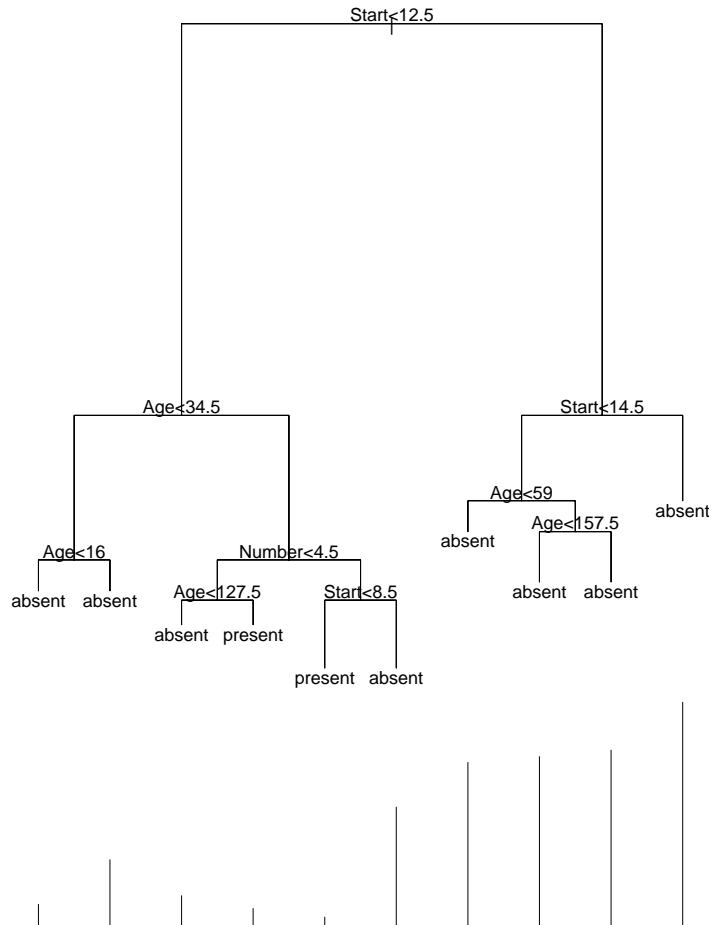 Start<12.5
Age<34.5
Start<14.5
Age<59
absent
absent
Age<157.5
Age<16
Number<4.5
absent
absent
absent
absent
Age<127.5
Start<8.5
absent
present
present
absent